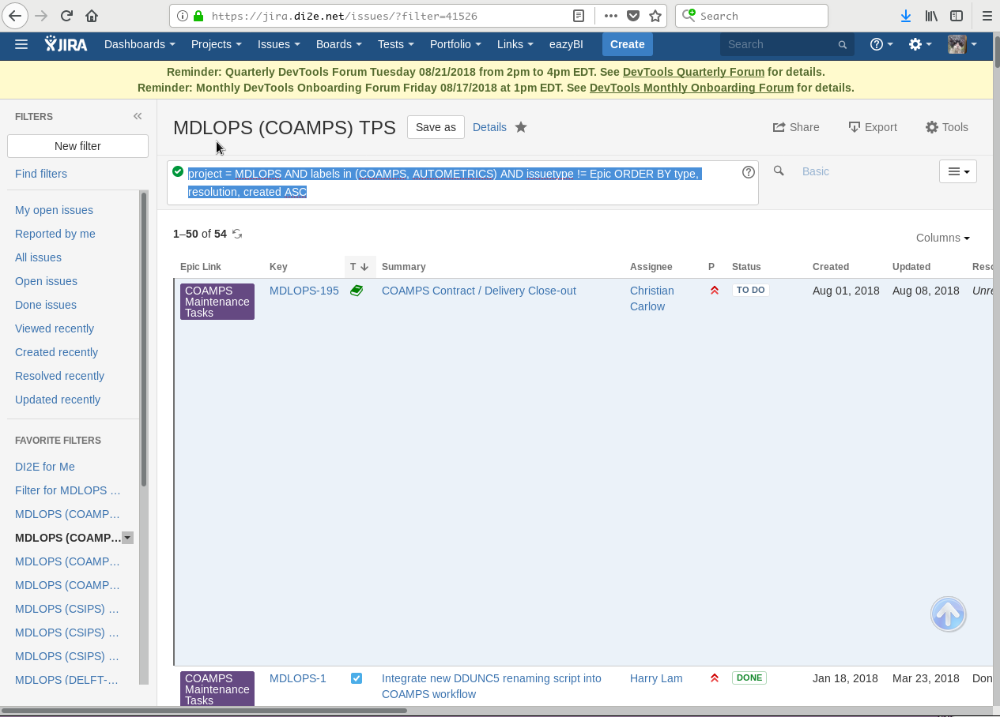 https://jira.di2e.net/issues/?filter=41526
Search
JIRA Dashboards Projects Issues Boards Tests Portfolio Links eazyBI Create Search
Reminder: Quarterly DevTools Forum Tuesday 08/21/2018 from 2pm to 4pm EDT. See DevTools Quarterly Forum for details.
Reminder: Monthly DevTools Onboarding Forum Friday 08/17/2018 at 1pm EDT. See DevTools Monthly Onboarding Forum for details.
FILTERS
New filter
Find filters
My open issues
Reported by me
All issues
Open issues
Done issues
Viewed recently
Created recently
Resolved recently
Updated recently
FAVORITE FILTERS
DI2E for Me
Filter for MDLOPS ...
MDLOPS (COAMP...
MDLOPS (COAMP...
MDLOPS (COAMP...
MDLOPS (COAMP...
MDLOPS (CSIPS) ...
MDLOPS (CSIPS) ...
MDLOPS (CSIPS) ...
MDLOPS (DELFT-...
MDLOPS (COAMPS) TPS Save as Details
Share Export Tools
project = MDLOPS AND labels in (COAMPS, AUTOMETRICS) AND issuetype != Epic ORDER BY type,
resolution, created ASC
Basic
1–50 of 54
Columns
Epic Link Key T Summary Assignee P Status Created Updated Reso
COAMPS
Maintenance
Tasks
MDLOPS-195
COAMPS Contract / Delivery Close-out
Christian
Carlow
TO DO
Aug 01, 2018
Aug 08, 2018
Unre
COAMPS
Maintenance
Tasks
MDLOPS-1
Integrate new DDUNC5 renaming script into
COAMPS workflow
Harry Lam
DONE
Jan 18, 2018
Mar 23, 2018
Don